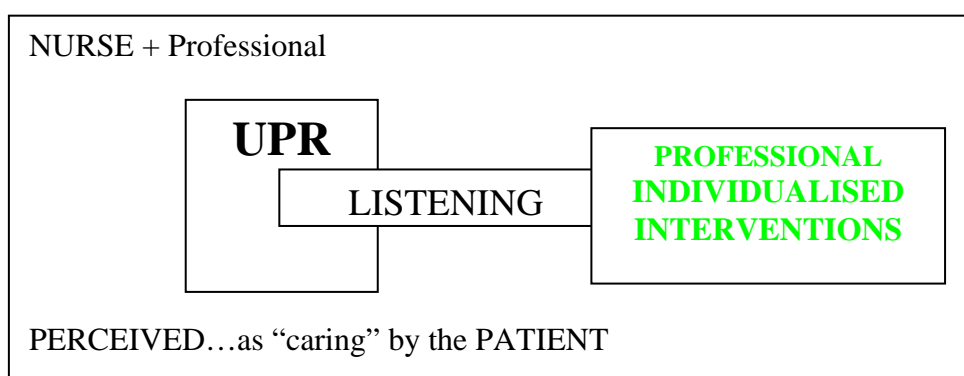 NURSE + Professional
UPR
LISTENING
PROFESSIONAL
INDIVIDUALISED
INTERVENTIONS
PERCEIVED…as “caring” by the PATIENT